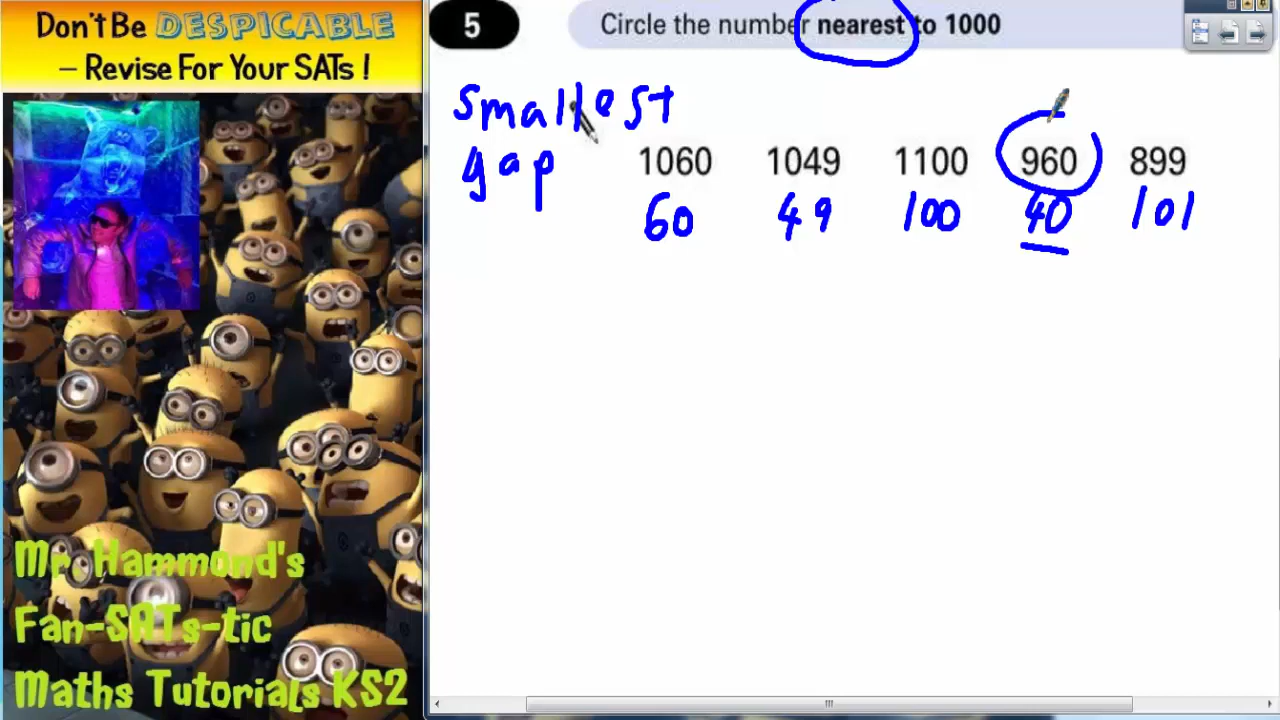 Don't Be DESPICABLE
– Revise For Your SATs !
Mr. Hammond's
Fan-SATs-tic
Maths Tutorials KS2
5 Circle the number nearest to 1000
smallest
gap
1060 1049 1100 960 899
60 49 100 40 101